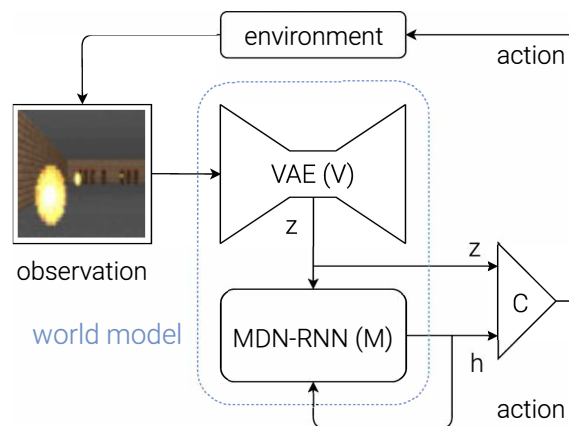 environment
action
VAE (V)
z
z
observation
C
world model
MDN-RNN (M)
h
action